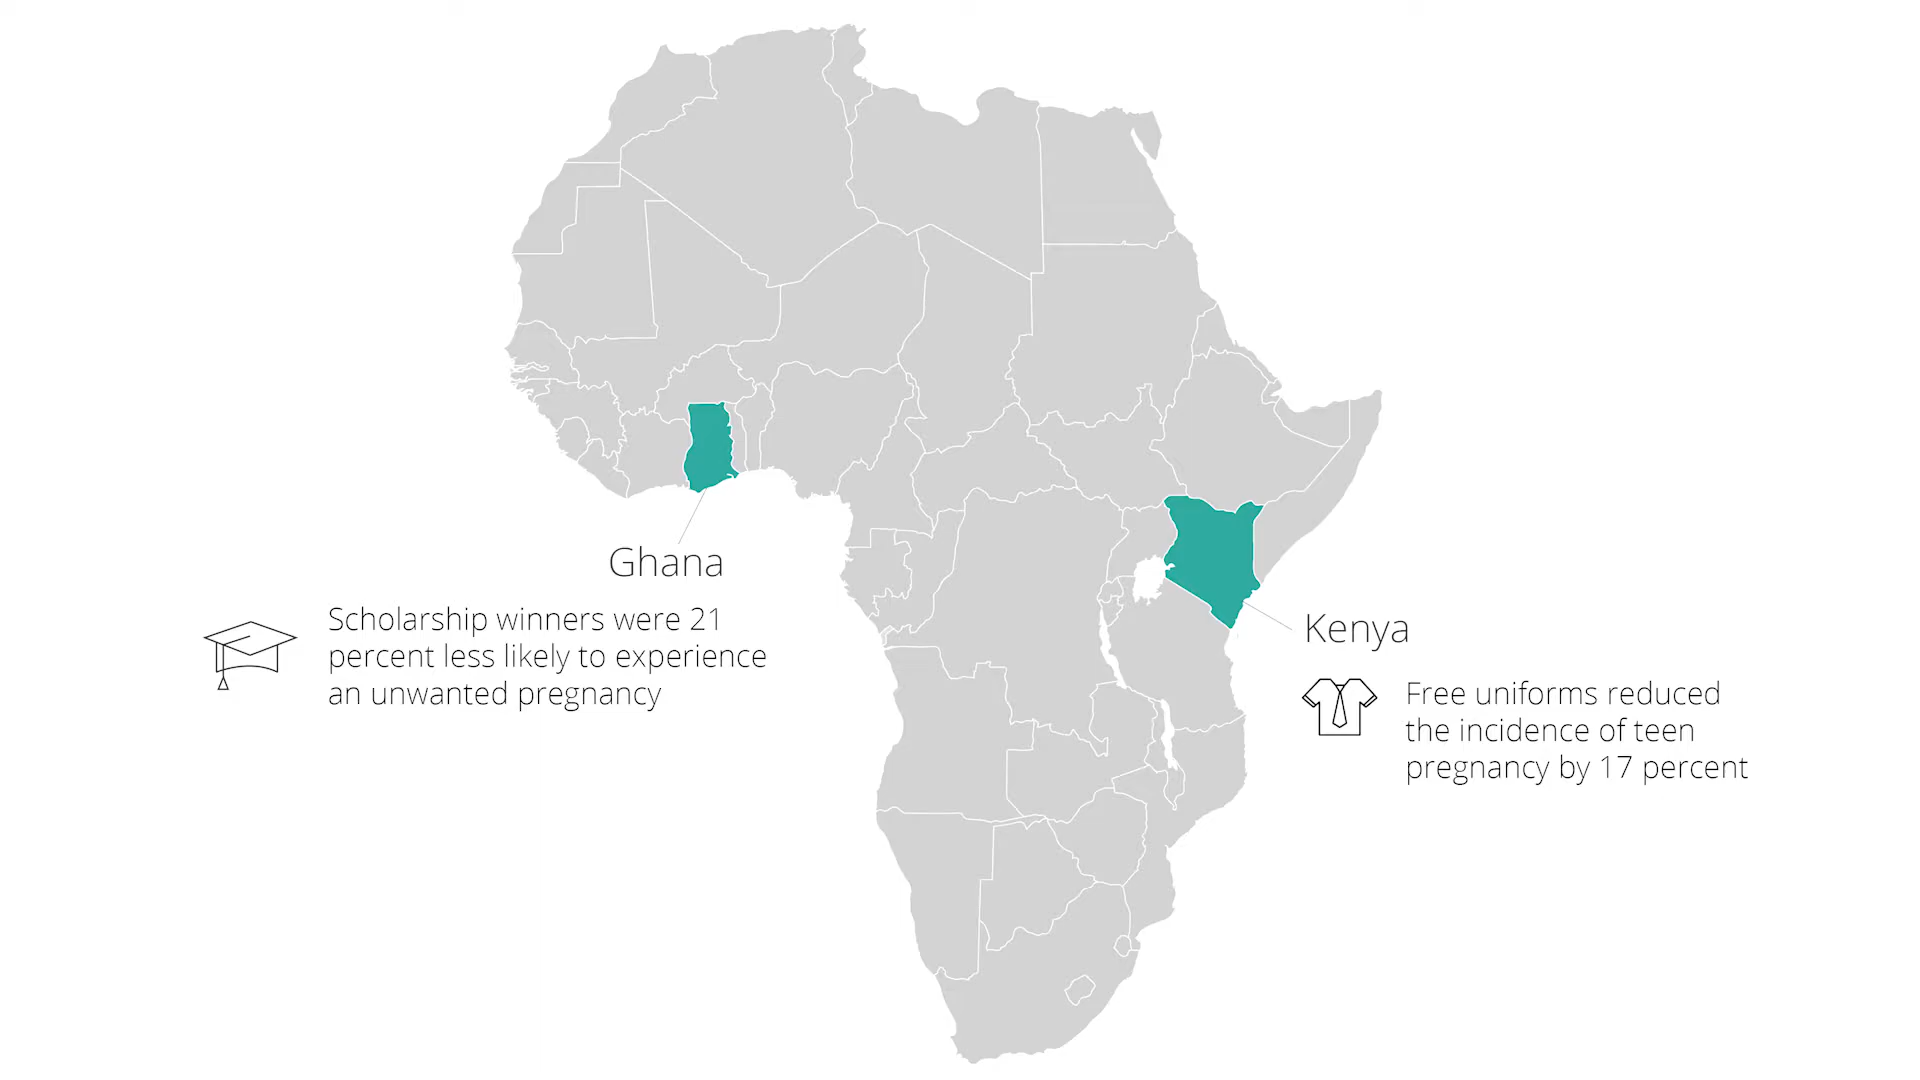 Ghana
Scholarship winners were 21
percent less likely to experience
an unwanted pregnancy
Kenya
Free uniforms reduced
the incidence of teen
pregnancy by 17 percent